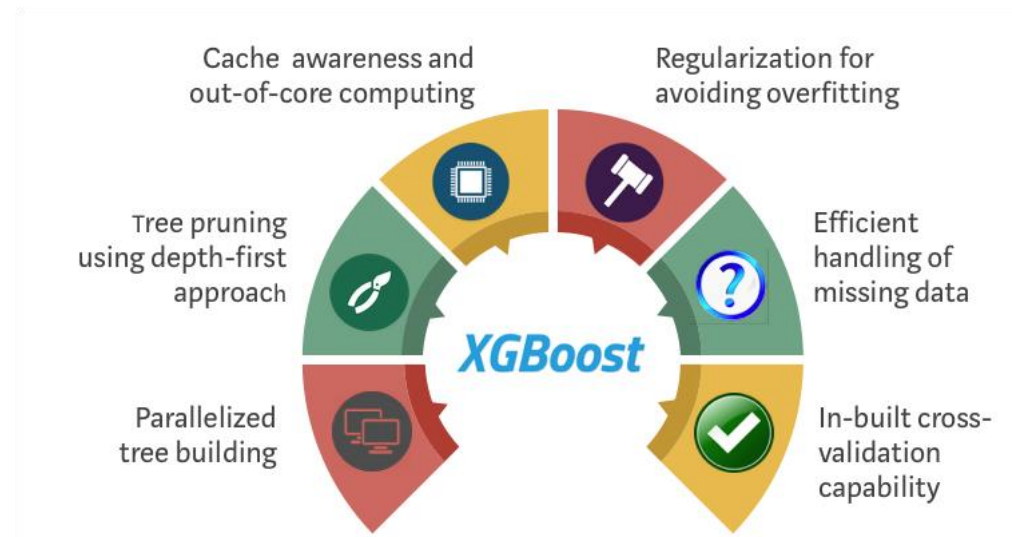 Cache awareness and
out-of-core computing
Regularization for
avoiding overfitting
Tree pruning
using depth-first
approach
Efficient
handling of
missing data
XGBoost
Parallelized
tree building
In-built cross-
validation
capability